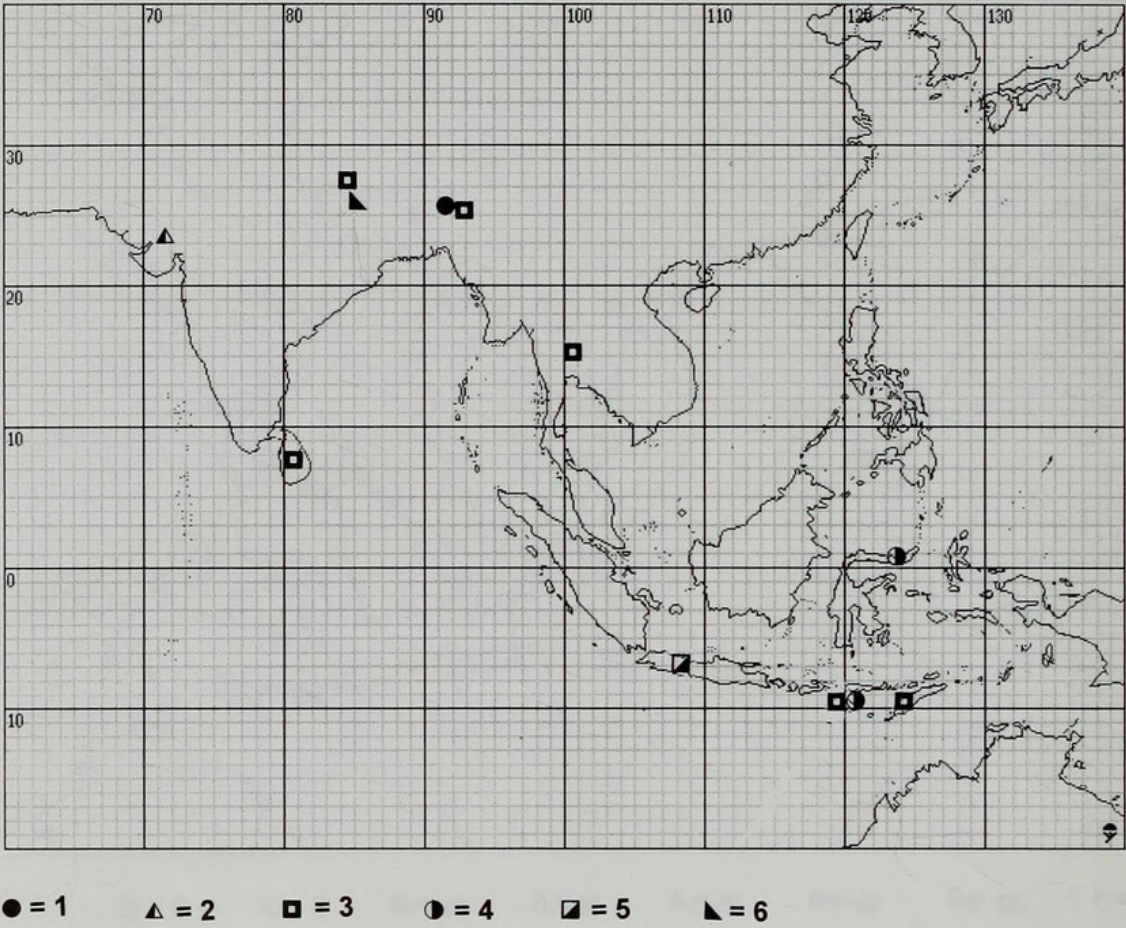 70 80 90 100 110 120 130
30
20
10
0
10
● = 1 ◭ = 2 ◘ = 3 ◑ = 4 ◪ = 5 ◣ = 6